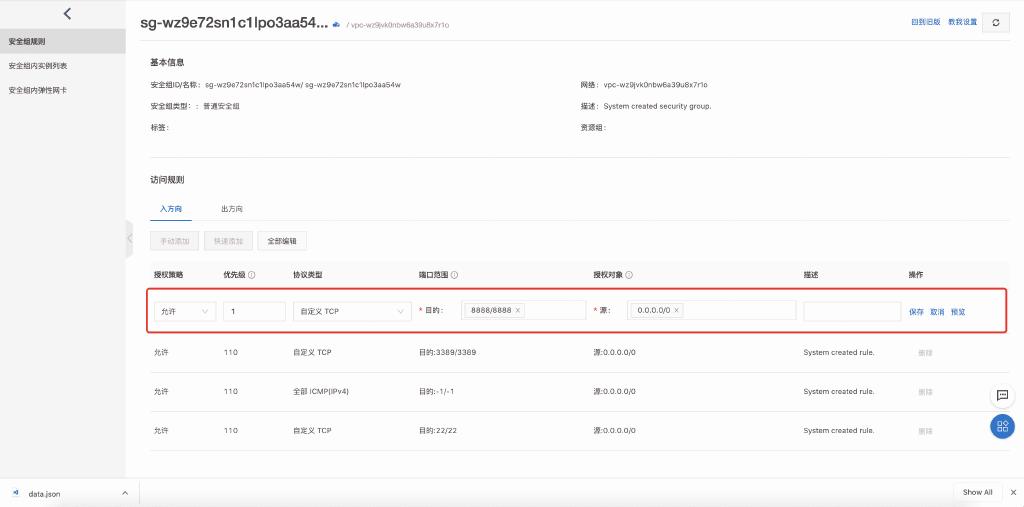 sg-wz9e72sn1c1lpo3aa54... / vpc-wz9jvk0nbw6a39u8x7r1o 回到旧版 教我设置
安全组规则
安全组内实例列表
安全组内弹性网卡
基本信息
安全组ID/名称: sg-wz9e72sn1c1lpo3aa54w/ sg-wz9e72sn1c1lpo3aa54w 网络: vpc-wz9jvk0nbw6a39u8x7r1o
安全组类型: : 普通安全组 描述: System created security group.
标签: 资源组:
访问规则
入方向 出方向
手动添加 快速添加 全部编辑
授权策略 优先级 协议类型 端口范围 授权对象 描述 操作
允许 1 自定义 TCP * 目的: 8888/8888 × * 源: 0.0.0.0/0 × 保存 取消 预览
允许 110 自定义 TCP 目的:3389/3389 源:0.0.0.0/0 System created rule. 删除
允许 110 全部 ICMP(IPv4) 目的:-1/-1 源:0.0.0.0/0 System created rule. 删除
允许 110 自定义 TCP 目的:22/22 源:0.0.0.0/0 System created rule. 删除
data.json Show All